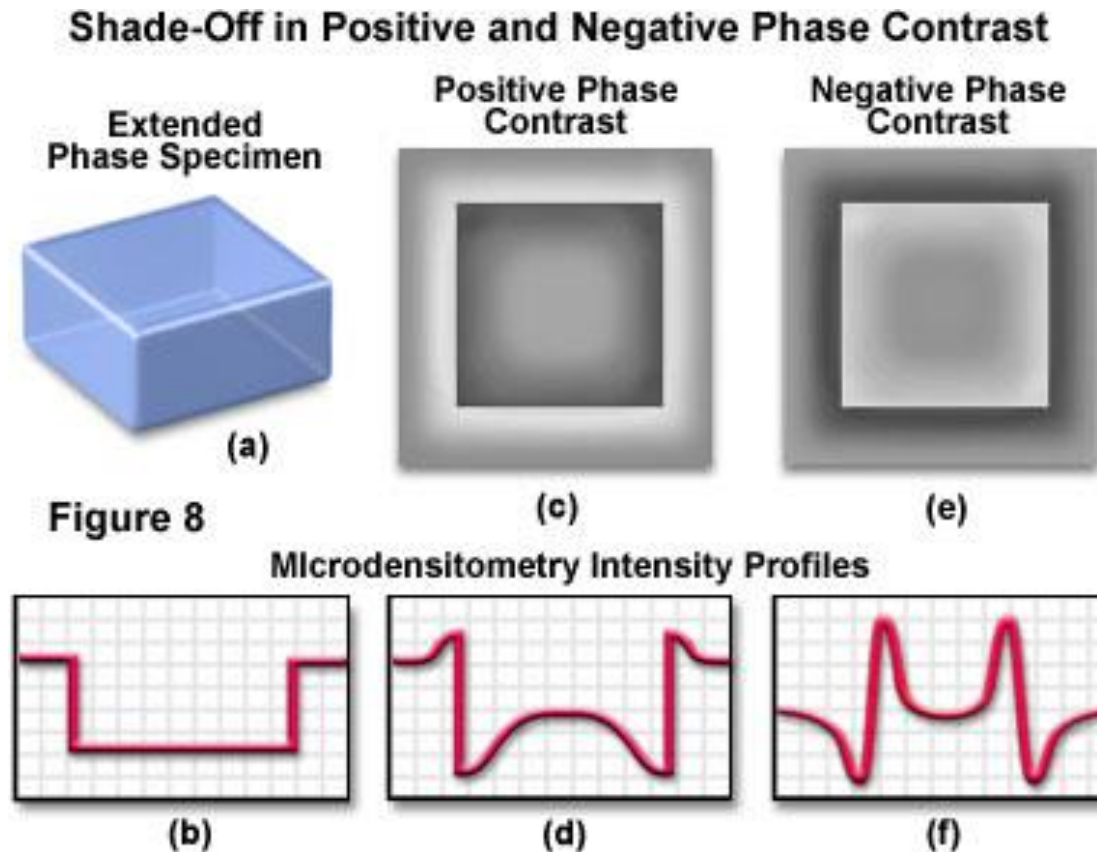 Shade-Off in Positive and Negative Phase Contrast
Extended
Phase Specimen
Positive Phase
Contrast
Negative Phase
Contrast
(a)
(c)
(e)
Figure 8
MIcrodensitometry Intensity Profiles
(b)
(d)
(f)